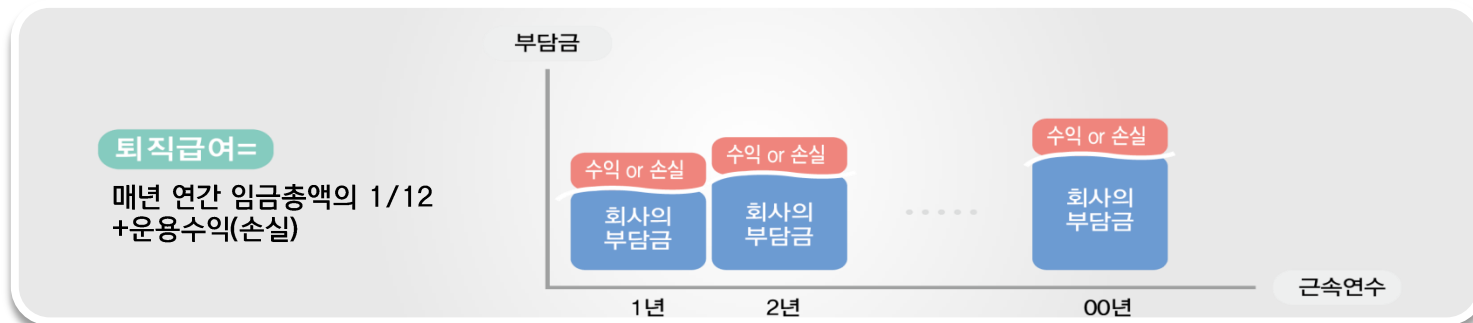 부담금
퇴직급여=
매년 연간 임금총액의 1/12
+운용수익(손실)
수익 or 손실
회사의
부담금
수익 or 손실
회사의
부담금
수익 or 손실
회사의
부담금
1년
2년
00년
근속연수